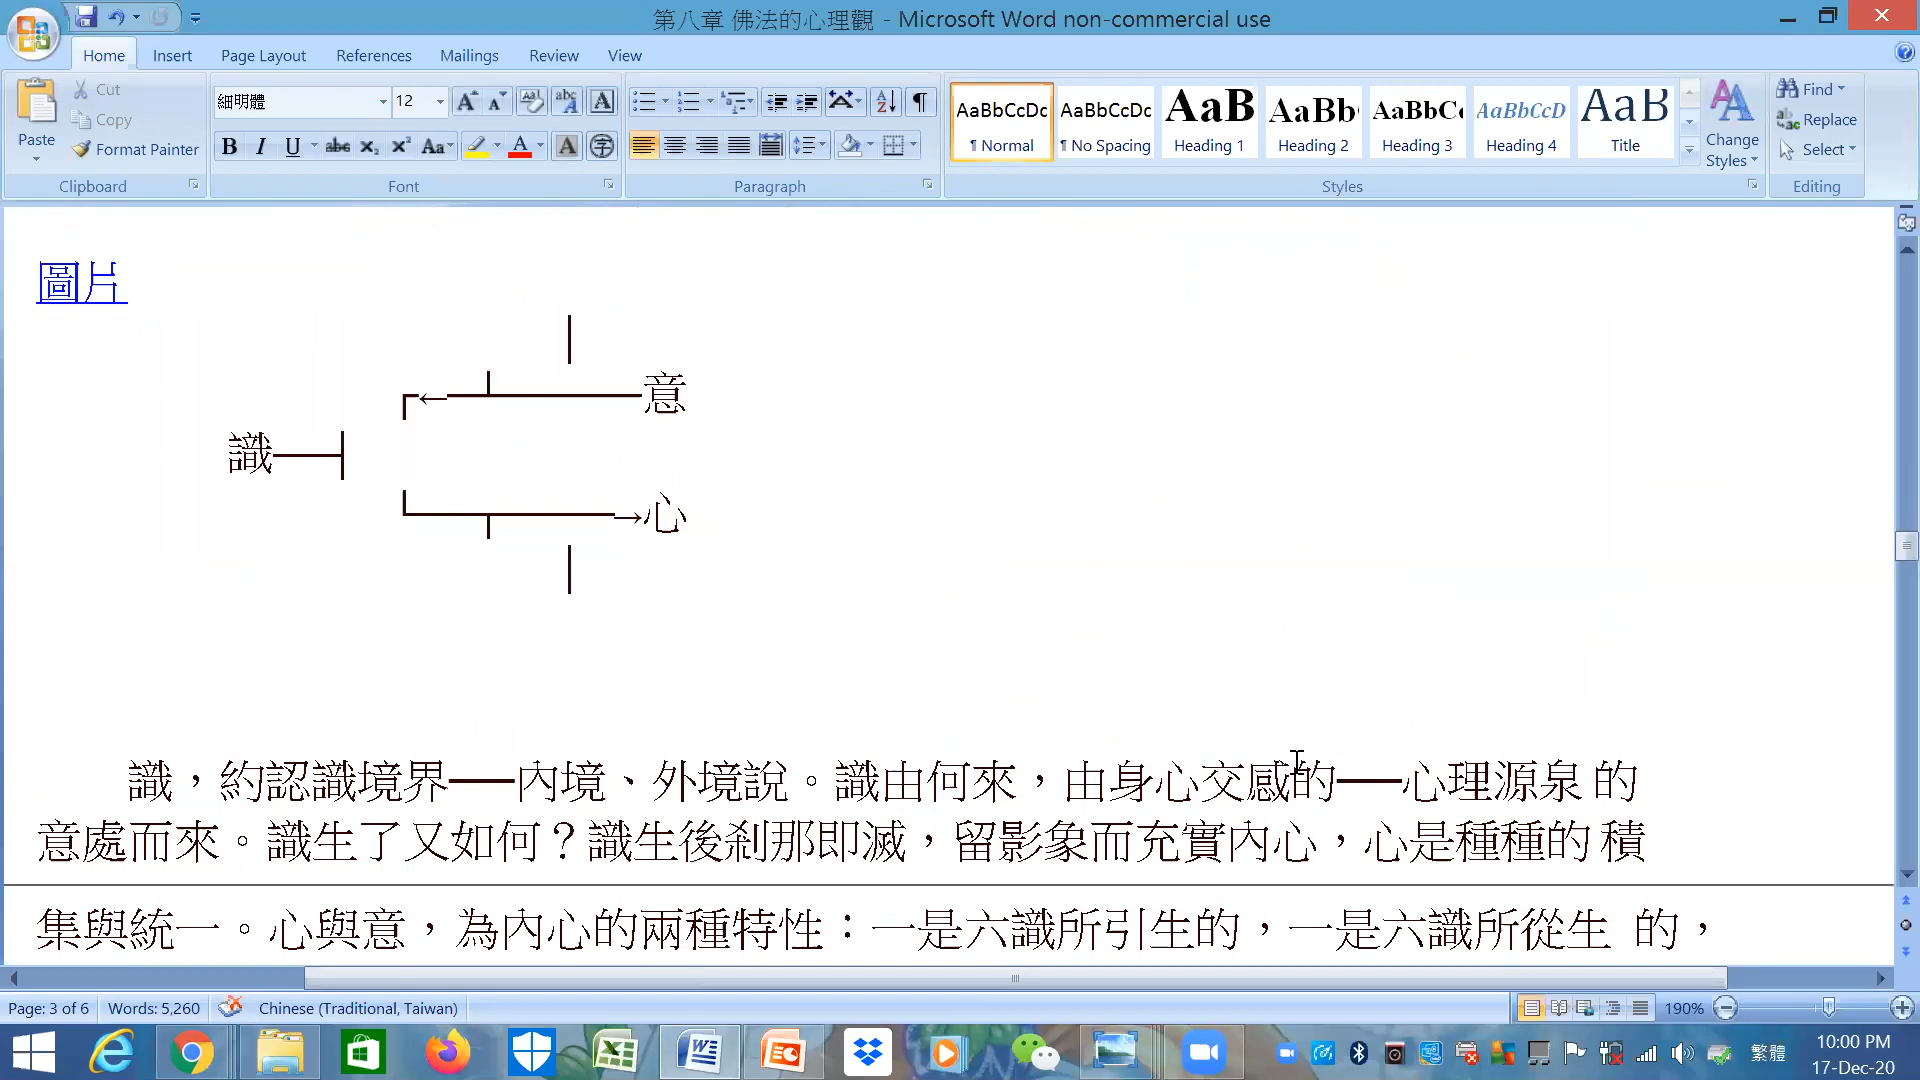 第八章 佛法的心理觀 - Microsoft Word non-commercial use
Home Insert Page Layout References Mailings Review View
Paste
Cut
Copy
Format Painter
Clipboard
細明體 12
Font
Paragraph
AaBbCcDc AaBbCcDc AaB AaBb AaBbCc AaBbCcD AaB
¶ Normal ¶ No Spacing Heading 1 Heading 2 Heading 3 Heading 4 Title
Change Styles
Styles
Find
Replace
Select
Editing
圖片
意
識
心
識,約認識境界──內境、外境說。識由何來,由身心交感的──心理源泉 的
意處而來。識生了又如何?識生後剎那即滅,留影象而充實內心,心是種種的 積
集與統一。心與意,為內心的兩種特性:一是六識所引生的,一是六識所從生 的,
Page: 3 of 6 Words: 5,260 Chinese (Traditional, Taiwan) 190%
繁體
10:00 PM
17-Dec-20